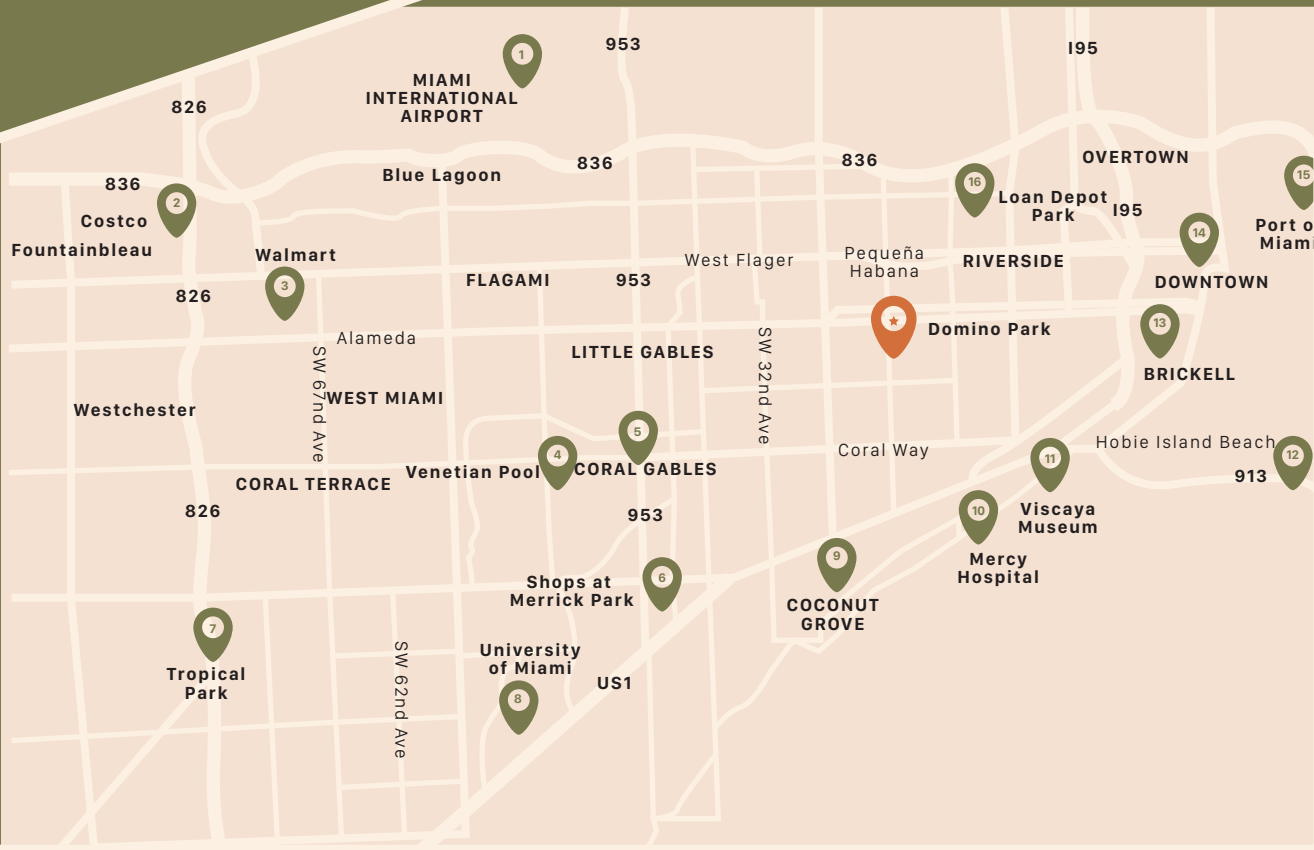 1
953
I95
MIAMI
INTERNATIONAL
AIRPORT
826
836
836
OVERTOWN
Blue Lagoon
836
2
16
15
Costco
Loan Depot
Park
I95
Port o
Miami
Fountainbleau
Walmart
14
West Flager
Pequeña
Habana
RIVERSIDE
3
FLAGAMI
953
DOWNTOWN
826
★
Domino Park
13
Alameda
LITTLE GABLES
SW 32nd Ave
BRICKELL
SW 67nd Ave
WEST MIAMI
Westchester
5
Hobie Island Beach
4
Coral Way
11
12
Venetian Pool
CORAL GABLES
913
CORAL TERRACE
826
953
10
Viscaya
Museum
9
Mercy
Hospital
Shops at
Merrick Park
6
COCONUT
GROVE
7
University
of Miami
Tropical
Park
US1
SW 62nd Ave
8